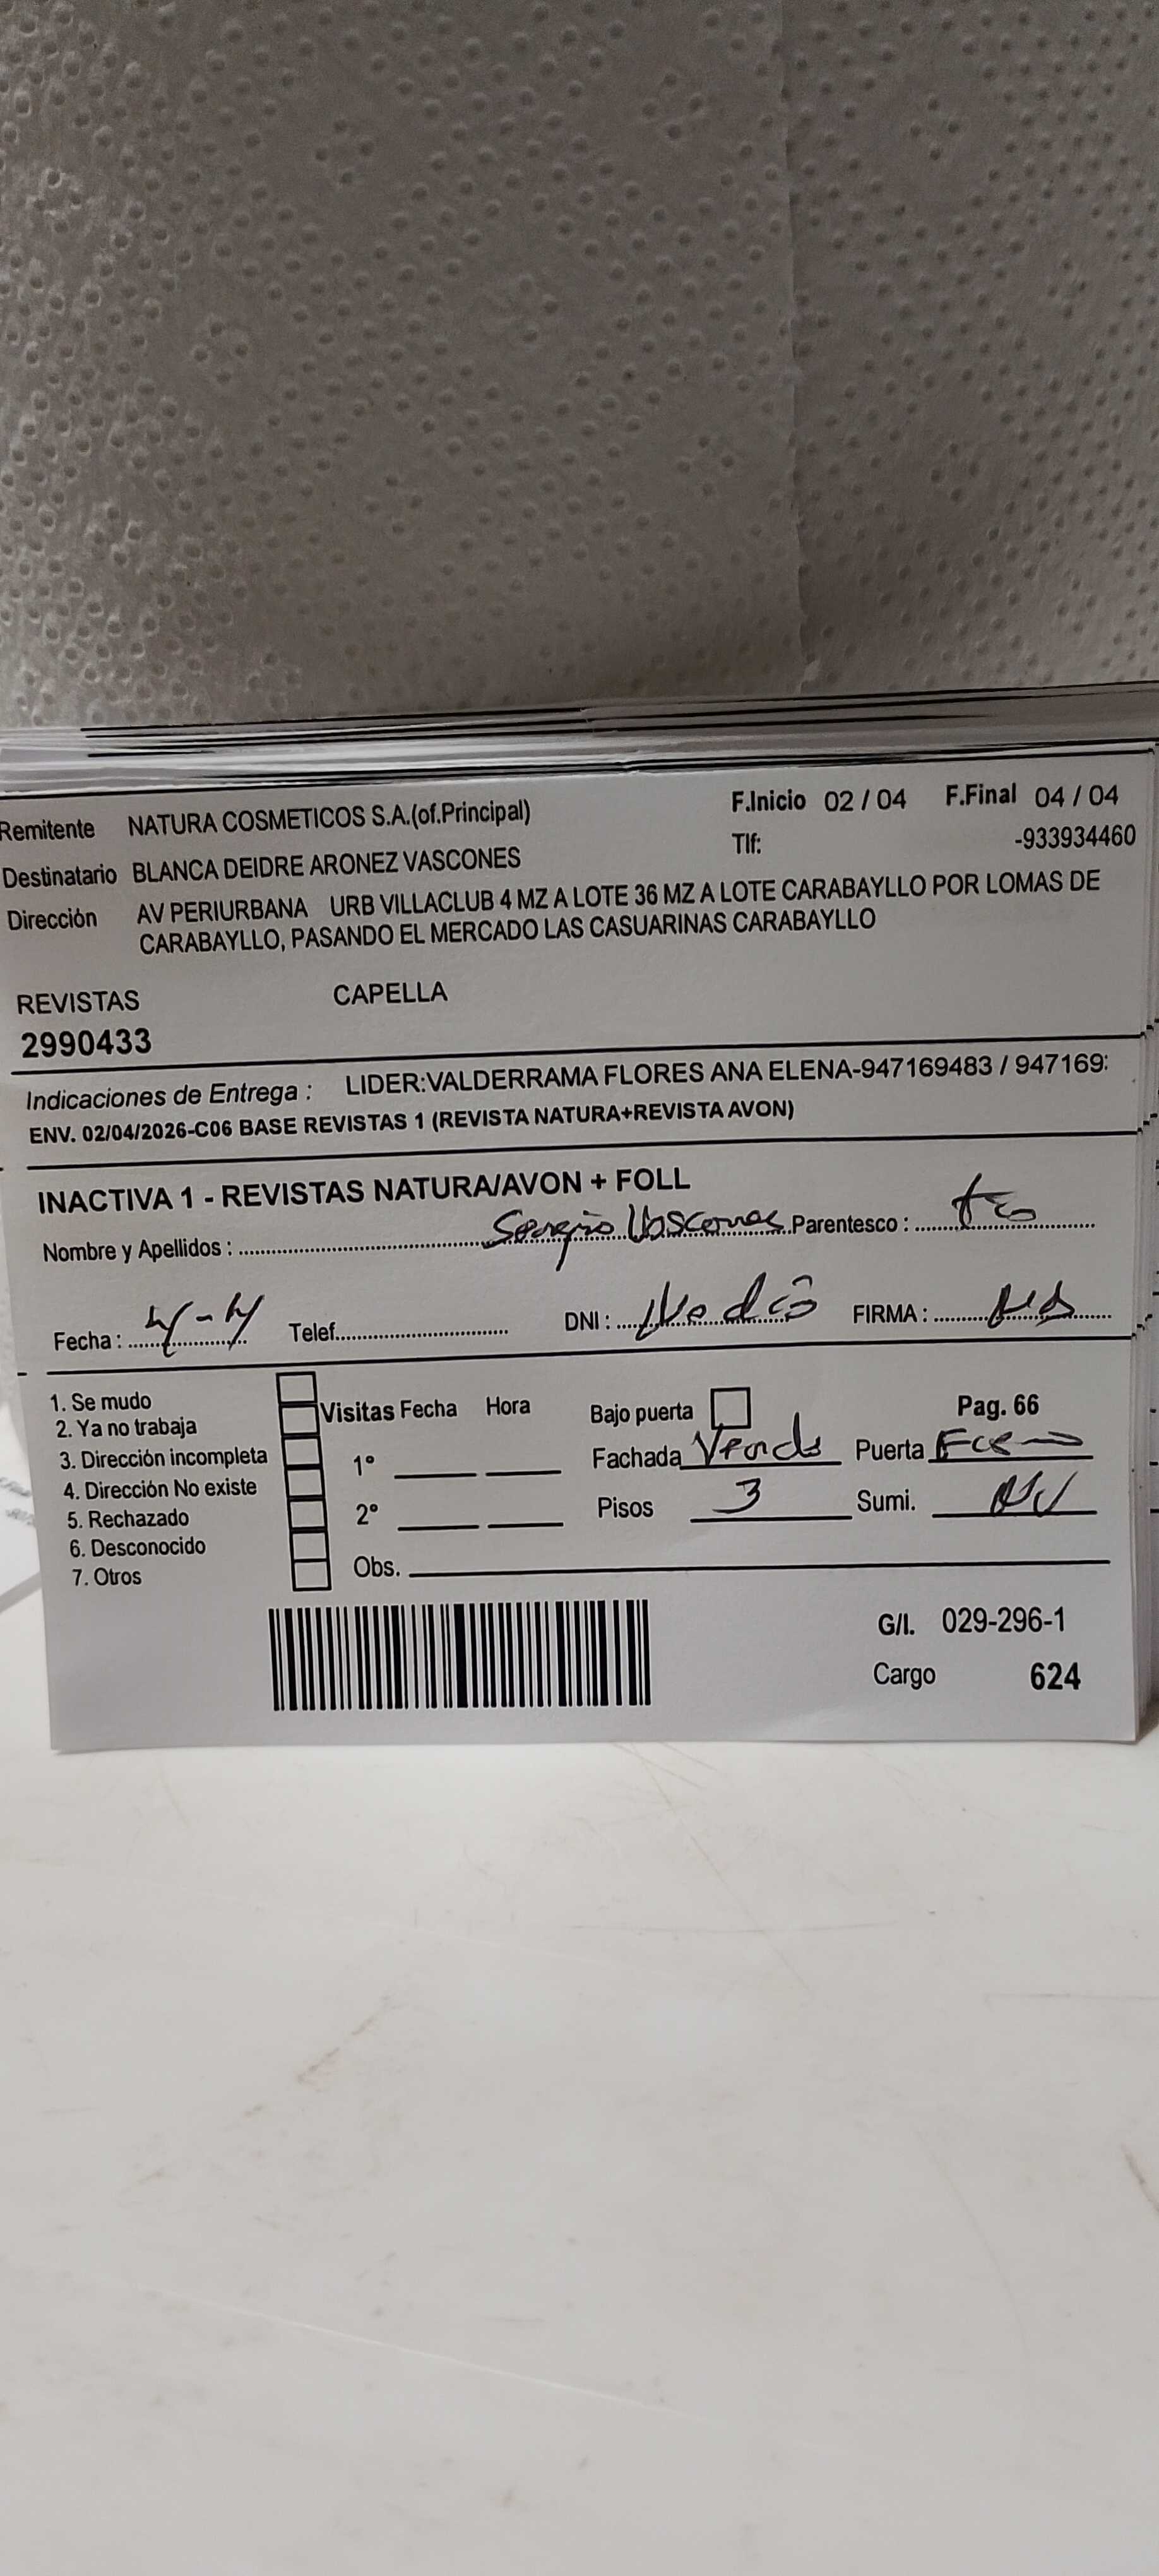 Remitente NATURA COSMETICOS S.A.(of.Principal) F.Inicio 02 / 04 F.Final 04 / 04
Tlf: -933934460
Destinatario BLANCA DEIDRE ARONEZ VASCONES
Dirección AV PERIURBANA URB VILLACLUB 4 MZ A LOTE 36 MZ A LOTE CARABAYLLO POR LOMAS DE
CARABAYLLO, PASANDO EL MERCADO LAS CASUARINAS CARABAYLLO
REVISTAS CAPELLA
2990433
Indicaciones de Entrega : LIDER:VALDERRAMA FLORES ANA ELENA-947169483 / 947169
ENV. 02/04/2026-C06 BASE REVISTAS 1 (REVISTA NATURA+REVISTA AVON)
INACTIVA 1 - REVISTAS NATURA/AVON + FOLL
Nombre y Apellidos : Sergio Vascones Parentesco :
Fecha : 4-4 Telef. DNI : FIRMA :
1. Se mudo
2. Ya no trabaja
3. Dirección incompleta
4. Dirección No existe
5. Rechazado
6. Desconocido
7. Otros
Visitas Fecha Hora
1°
2°
Obs.
Bajo puerta Pag. 66
Fachada Puerta
Pisos 3 Sumi.
G/I. 029-296-1
Cargo 624